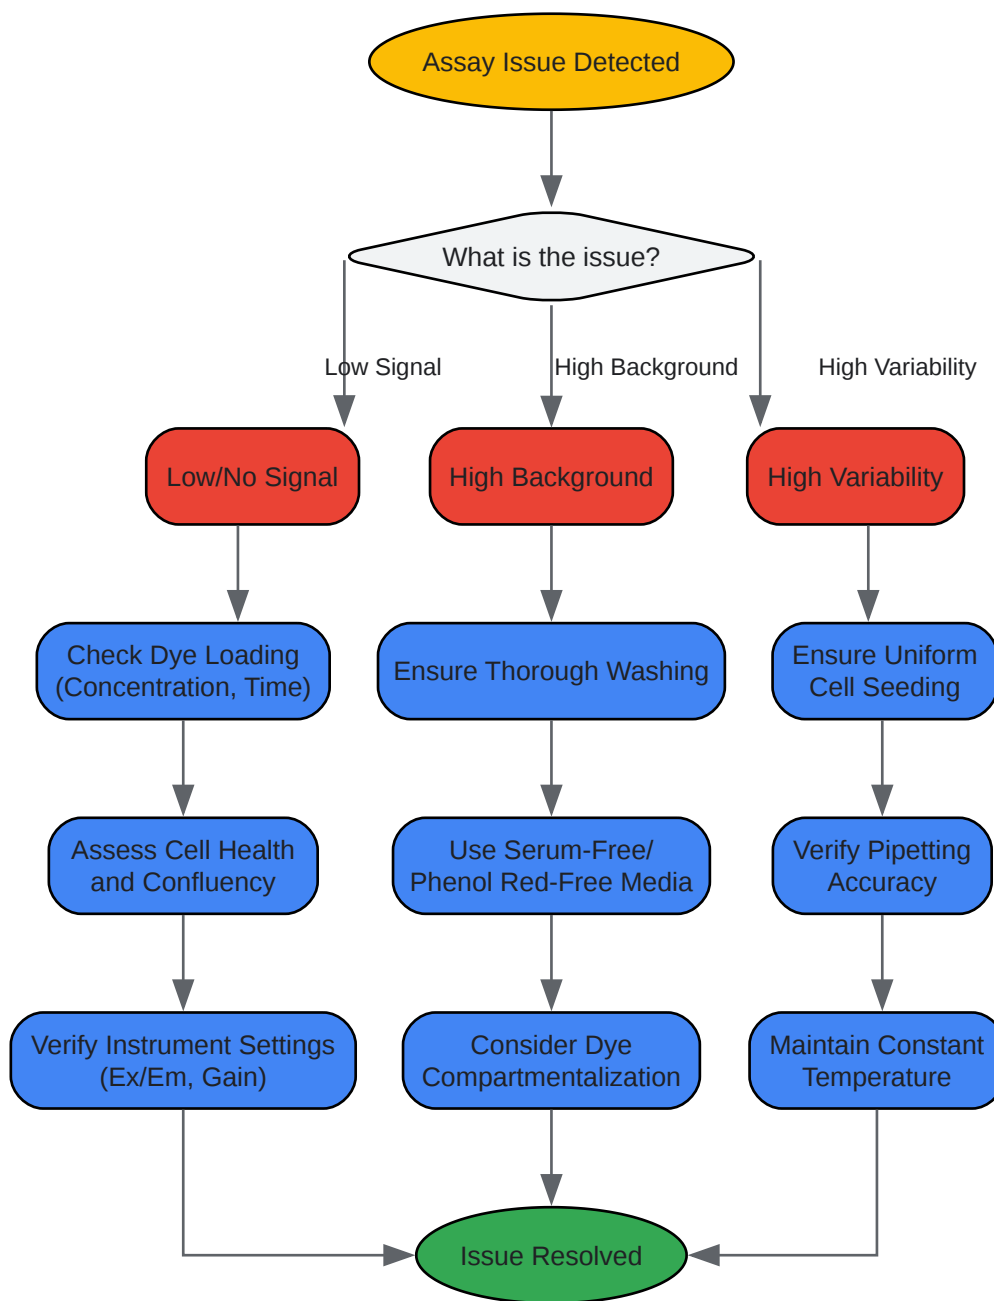 Assay Issue Detected
What is the issue?
Low Signal
High Background
High Variability
Low/No Signal
High Background
High Variability
Check Dye Loading
(Concentration, Time)
Ensure Thorough Washing
Ensure Uniform
Cell Seeding
Assess Cell Health
and Confluency
Use Serum-Free/
Phenol Red-Free Media
Verify Pipetting
Accuracy
Verify Instrument Settings
(Ex/Em, Gain)
Consider Dye
Compartmentalization
Maintain Constant
Temperature
Issue Resolved